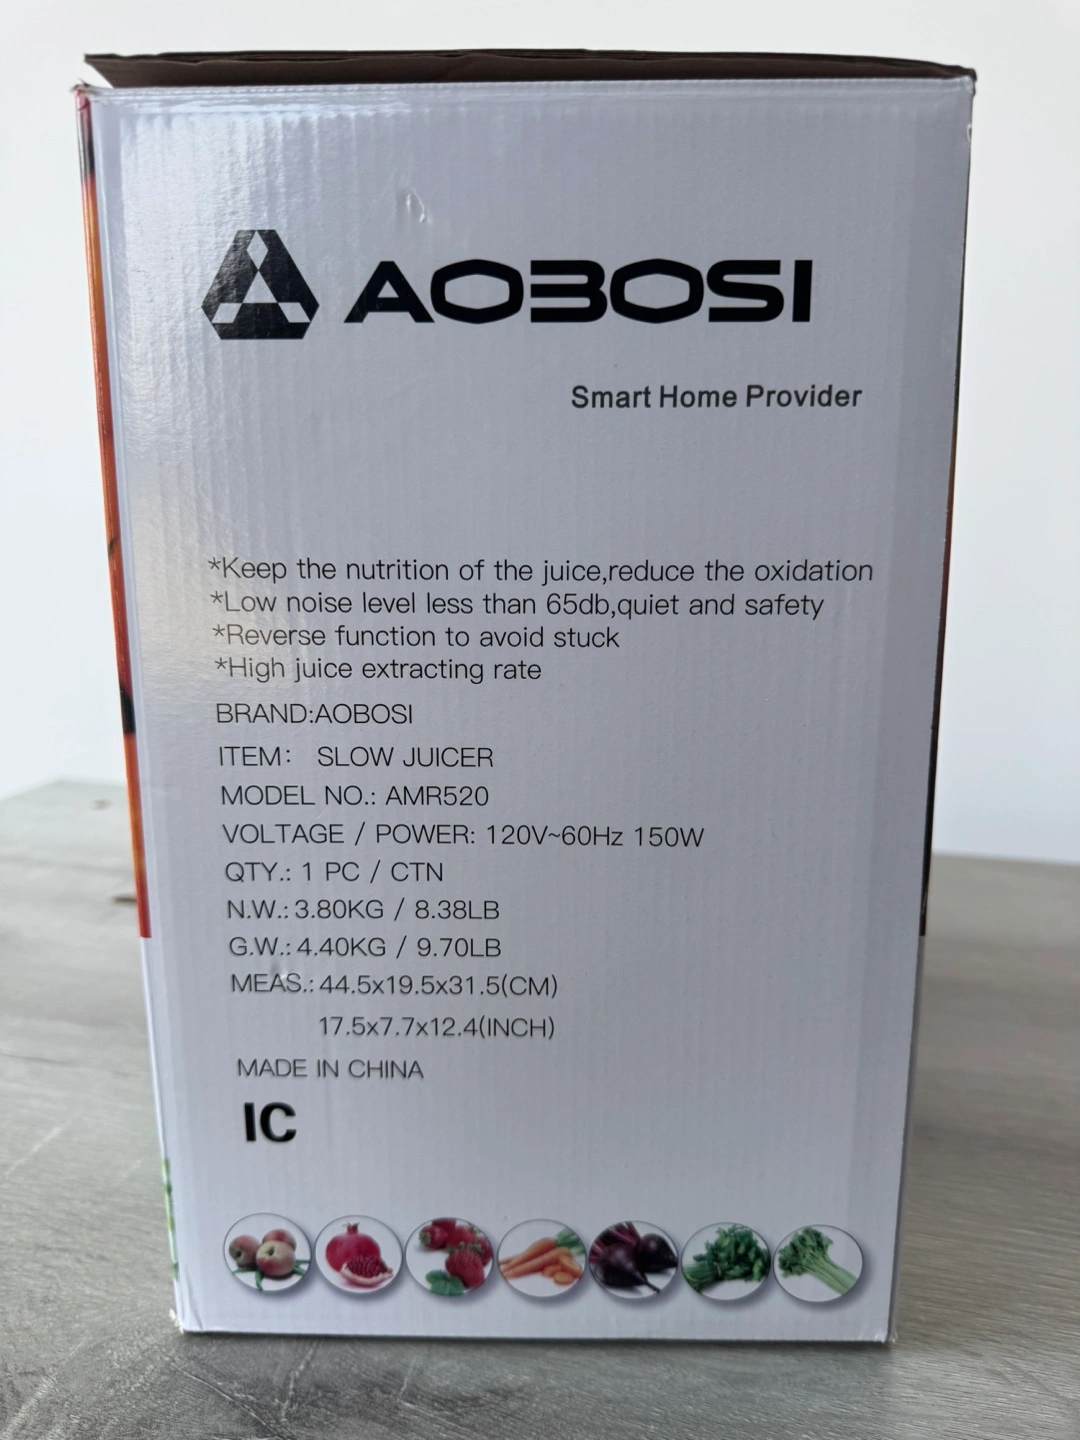 AOBOSI
Smart Home Provider
*Keep the nutrition of the juice,reduce the oxidation
*Low noise level less than 65db,quiet and safety
*Reverse function to avoid stuck
*High juice extracting rate
BRAND:AOBOSI
ITEM: SLOW JUICER
MODEL NO.: AMR520
VOLTAGE / POWER: 120V~60Hz 150W
QTY.: 1 PC / CTN
N.W.: 3.80KG / 8.38LB
G.W.: 4.40KG / 9.70LB
MEAS.: 44.5x19.5x31.5(CM)
17.5x7.7x12.4(INCH)
MADE IN CHINA
IC